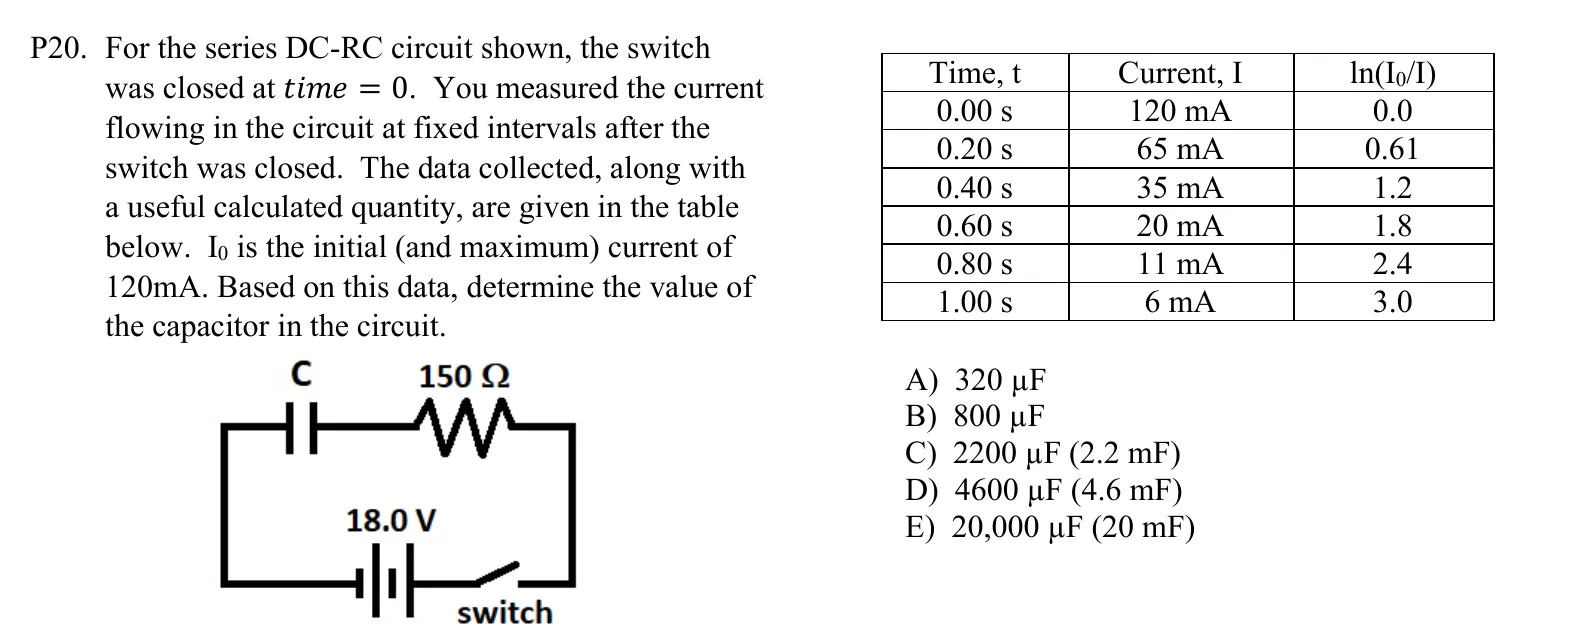 P20. For the series DC-RC circuit shown, the switch
was closed at time = 0. You measured the current
flowing in the circuit at fixed intervals after the
switch was closed. The data collected, along with
a useful calculated quantity, are given in the table
below. I₀ is the initial (and maximum) current of
120mA. Based on this data, determine the value of
the capacitor in the circuit.
C
150 Ω
18.0 V
switch
Time, t Current, I ln(I₀/I)
0.00 s 120 mA 0.0
0.20 s 65 mA 0.61
0.40 s 35 mA 1.2
0.60 s 20 mA 1.8
0.80 s 11 mA 2.4
1.00 s 6 mA 3.0
A) 320 μF
B) 800 μF
C) 2200 μF (2.2 mF)
D) 4600 μF (4.6 mF)
E) 20,000 μF (20 mF)